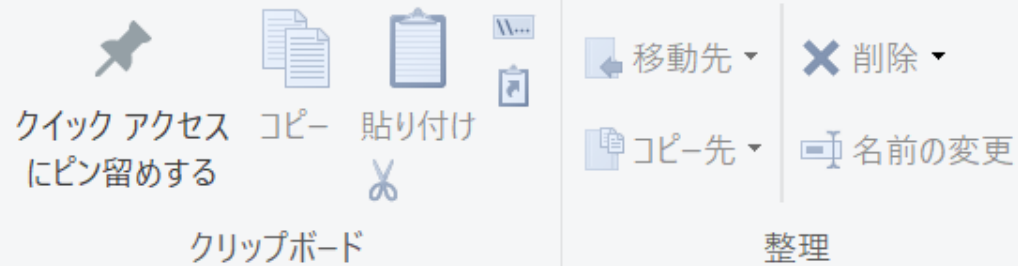 クイック アクセス
にピン留めする
コピー
貼り付け
クリップボード
移動先
コピー先
削除
名前の変更
整理